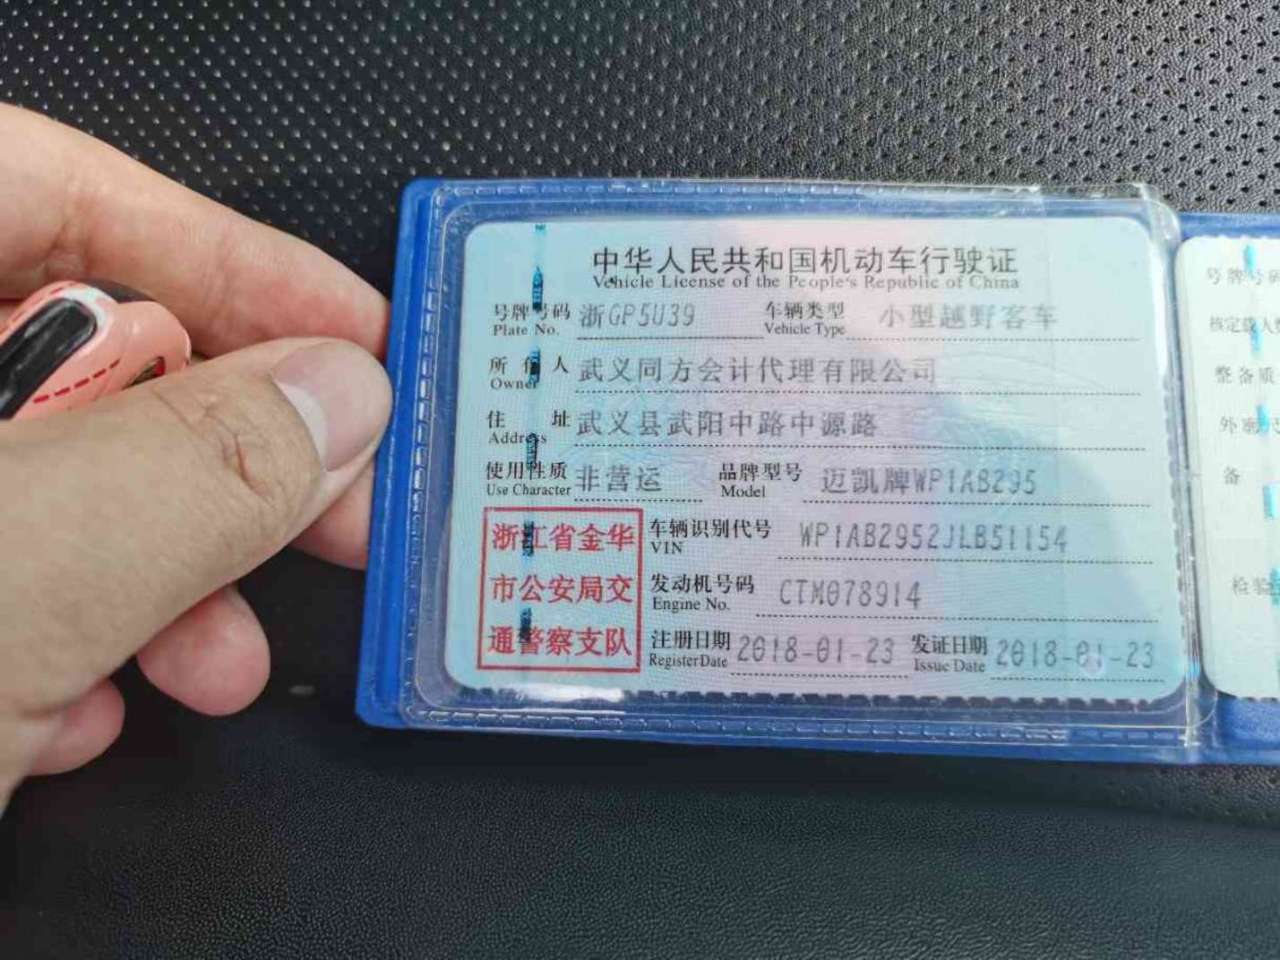 中华人民共和国机动车行驶证
Vehicle License of the People's Republic of China
号牌号码 浙GP5U39 车辆类型 小型越野客车
Plate No. Vehicle Type
所有人 武义同方会计代理有限公司
Owner
住址 武义县武阳中路中源路
Address
使用性质 非营运 品牌型号 迈凯牌WP1AB295
Use Character Model
浙江省金华
市公安局交
通警察支队
车辆识别代号 WP1AB2952JLB51154
VIN
发动机号码 CTM078914
Engine No.
注册日期 2018-01-23 发证日期 2018-01-23
Register Date Issue Date
号牌号码
核定载人
整备质
外廓尺
备
检验